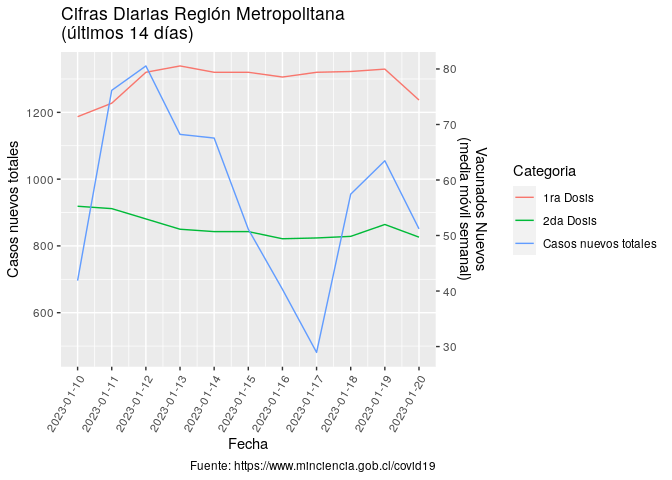 Cifras Diarias Región Metropolitana
(últimos 14 días)
Casos nuevos totales
1200
1000
800
600
80
70
60
50
40
30
Vacunados Nuevos
(media móvil semanal)
2023-01-10
2023-01-11
2023-01-12
2023-01-13
2023-01-14
2023-01-15
2023-01-16
2023-01-17
2023-01-18
2023-01-19
2023-01-20
Fecha
Categoria
1ra Dosis
2da Dosis
Casos nuevos totales
Fuente: https://www.minciencia.gob.cl/covid19